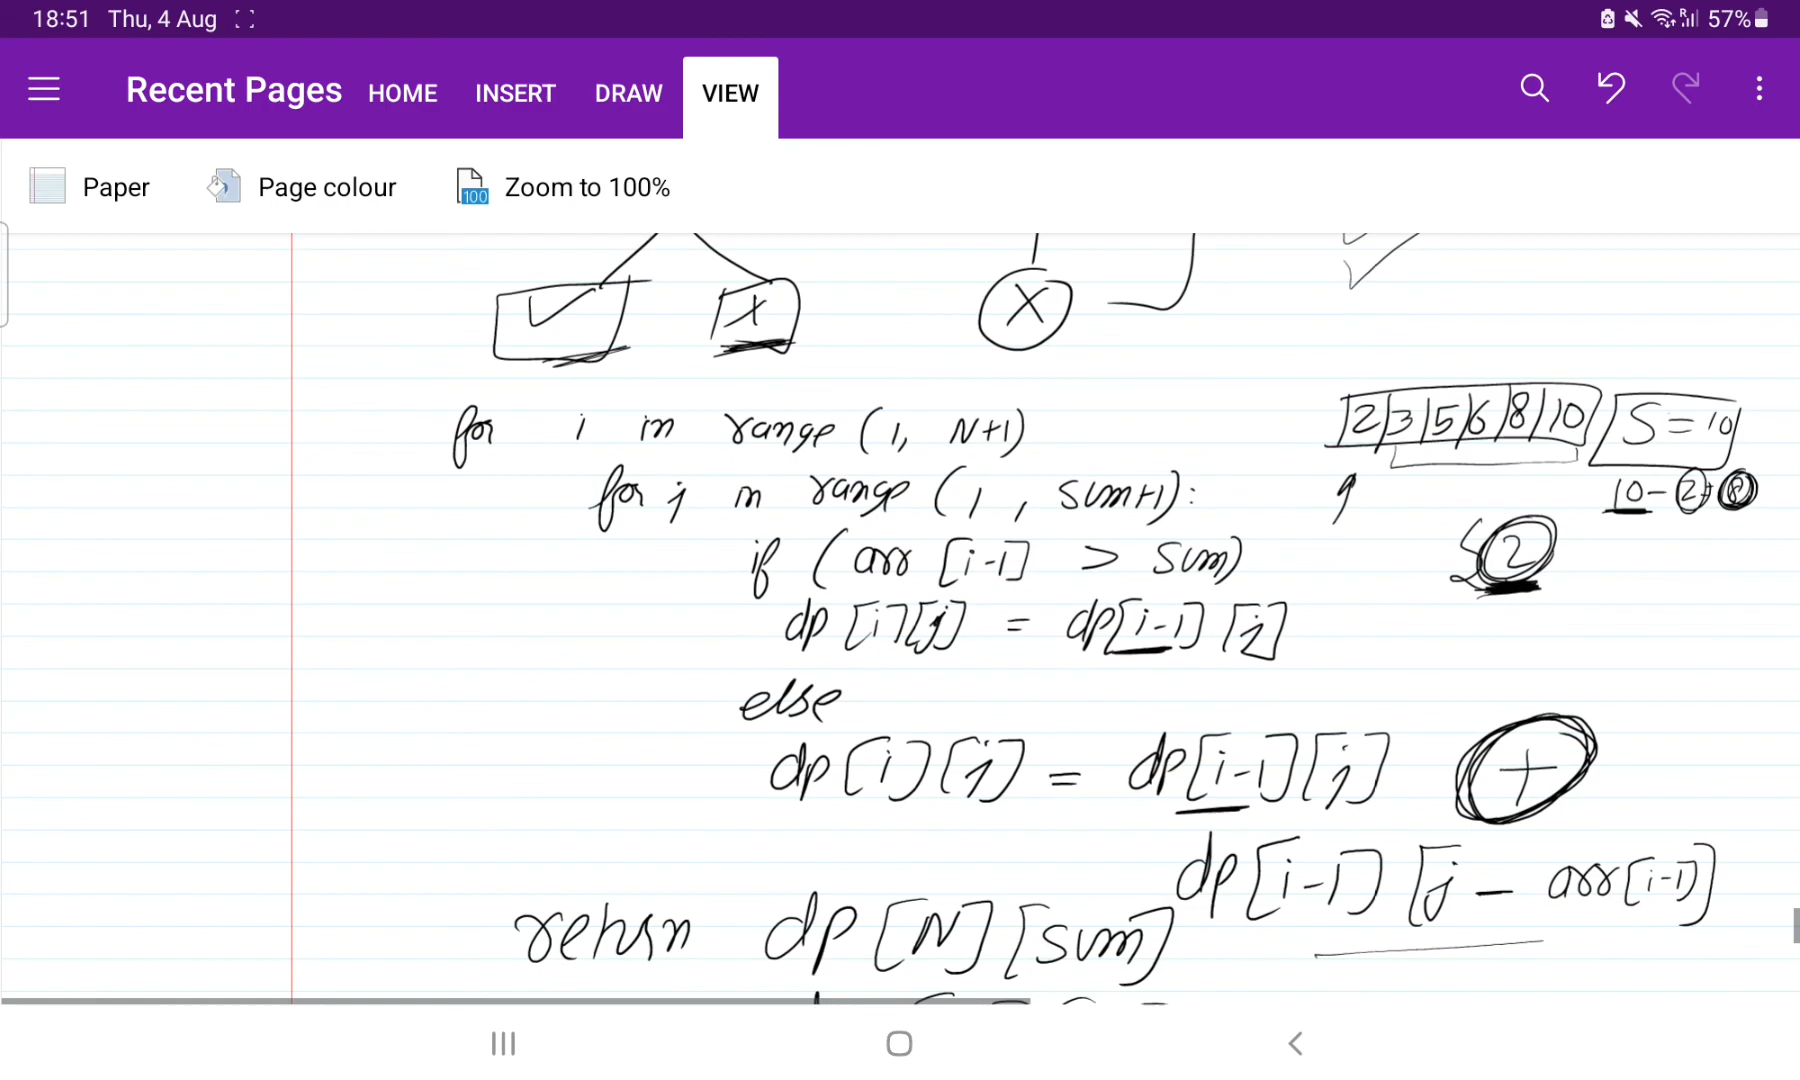 18:51 Thu, 4 Aug 57%
Recent Pages HOME INSERT DRAW VIEW
Paper Page colour 100 Zoom to 100%
X X
for i in range (1, N+1)
2|3|5|6|8|10 S = 10
for j in range (1, sum+1):
10 - 2 = 8
if (arr [i-1] > sum)
2
dp [i][j] = dp[i-1] [j]
else
dp[i][j] = dp[i-1][j] +
dp[i-1] [j - arr[i-1]]
return dp[N][sum]